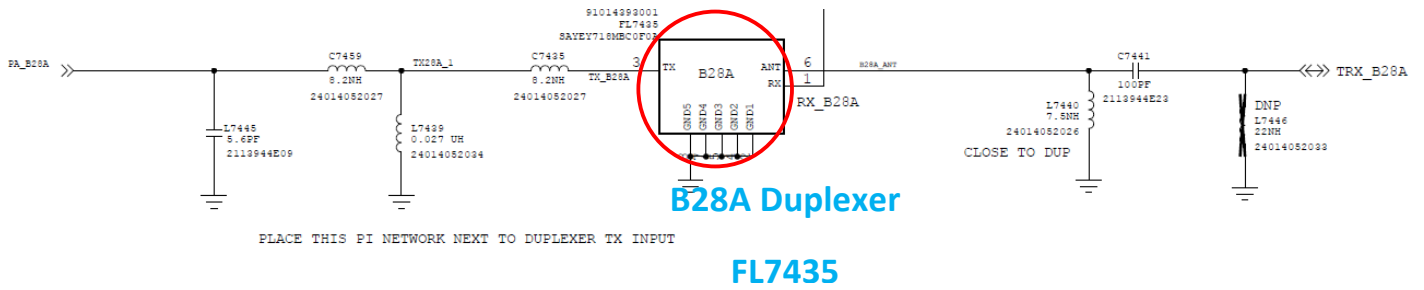 91014393001
FL7435
SAYEY718MBC0F0A
PA_B28A
C7459
8.2NH
24014052027
TX28A_1
C7435
8.2NH
24014052027
TX_B28A
3
TX
B28A
ANT
RX
6
1
RX_B28A
B28A_ANT
C7441
100PF
2113944E23
TRX_B28A
L7445
5.6PF
2113944E09
L7439
0.027 UH
24014052034
GND5
GND4
GND3
GND2
GND1
L7440
7.5NH
24014052026
CLOSE TO DUP
DNP
L7446
22NH
24014052033
B28A Duplexer
PLACE THIS PI NETWORK NEXT TO DUPLEXER TX INPUT
FL7435